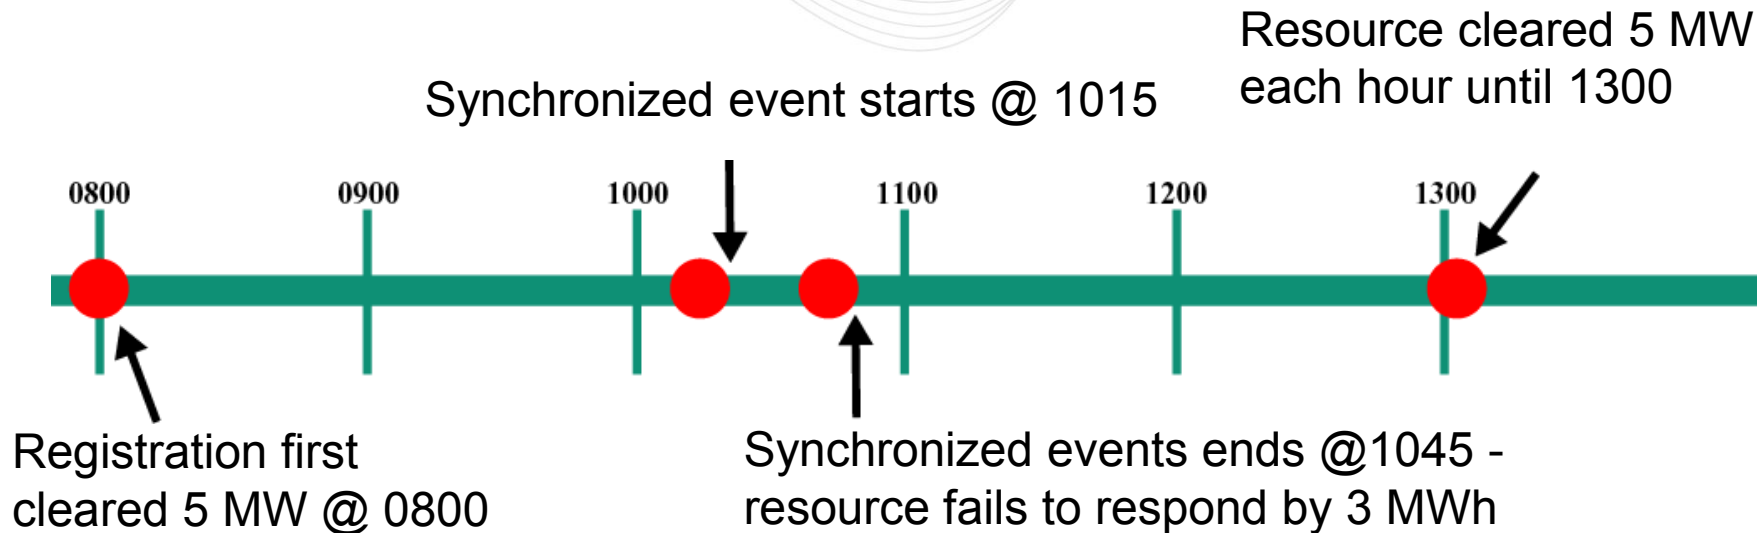 Resource cleared 5 MW
each hour until 1300
Synchronized event starts @ 1015
0800 0900 1000 1100 1200 1300
Registration first
cleared 5 MW @ 0800
Synchronized events ends @1045 -
resource fails to respond by 3 MWh